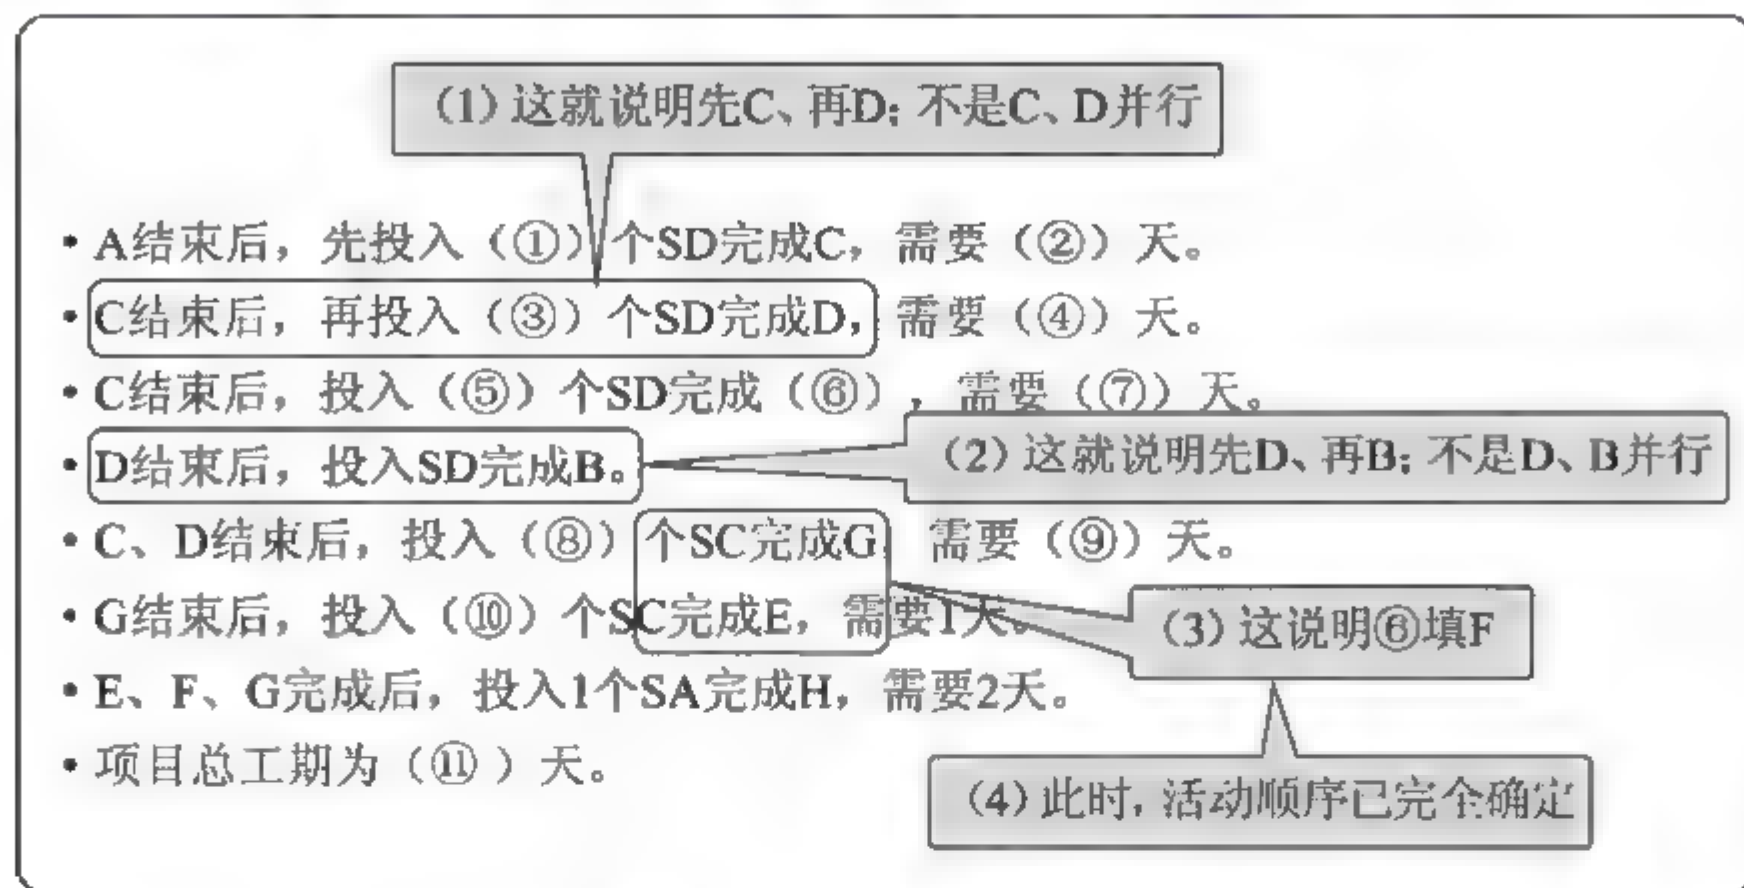 (1) 这就说明先C、再D；不是C、D并行
• A结束后，先投入（①）个SD完成C，需要（②）天。
• C结束后，再投入（③）个SD完成D，需要（④）天。
• C结束后，投入（⑤）个SD完成（⑥），需要（⑦）天。
• D结束后，投入SD完成B。
(2) 这就说明先D、再B；不是D、B并行
• C、D结束后，投入（⑧）个SC完成G，需要（⑨）天。
• G结束后，投入（⑩）个SC完成E，需要1天。
(3) 这说明⑥填F
• E、F、G完成后，投入1个SA完成H，需要2天。
• 项目总工期为（⑪）天。
(4) 此时，活动顺序已完全确定